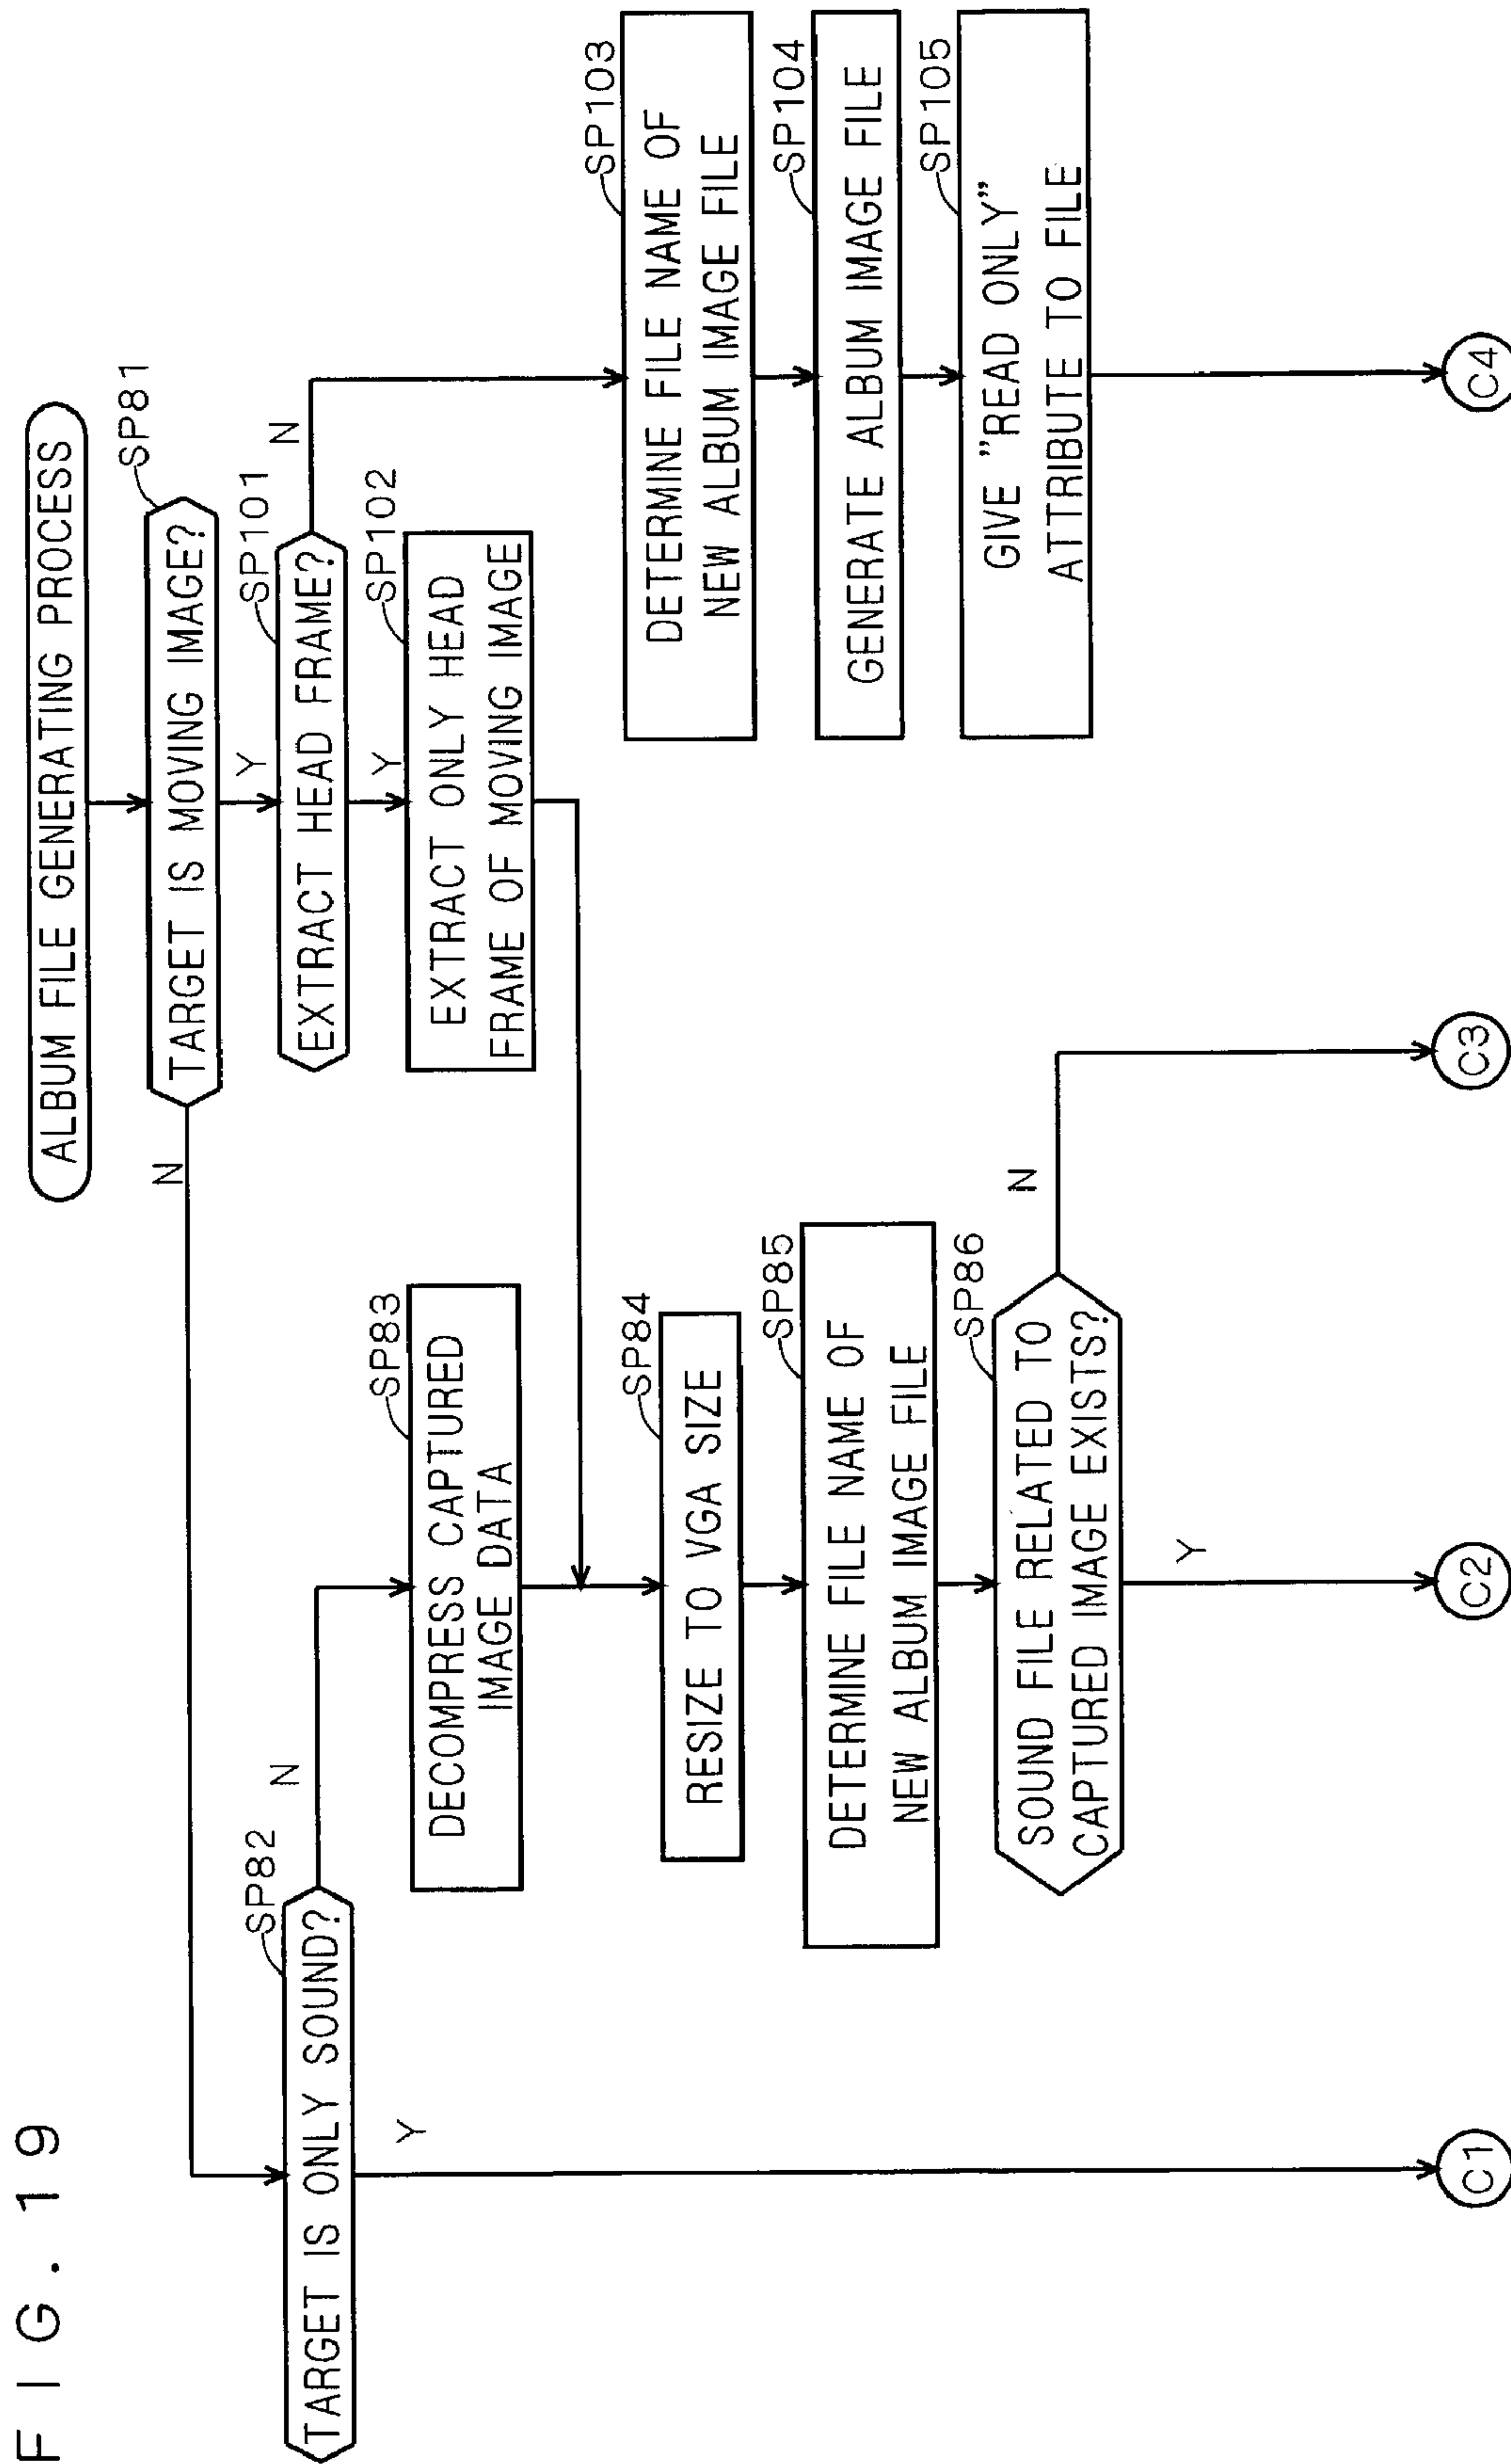 FIG. 19
ALBUM FILE GENERATING PROCESS
SP81
TARGET IS MOVING IMAGE?
N
Y
SP101
EXTRACT HEAD FRAME?
N
Y
SP102
EXTRACT ONLY HEAD
FRAME OF MOVING IMAGE
SP82
TARGET IS ONLY SOUND?
N
Y
SP83
DECOMPRESS CAPTURED
IMAGE DATA
SP84
RESIZE TO VGA SIZE
SP85
DETERMINE FILE NAME OF
NEW ALBUM IMAGE FILE
SP86
SOUND FILE RELATED TO
CAPTURED IMAGE EXISTS?
N
Y
SP103
DETERMINE FILE NAME OF
NEW ALBUM IMAGE FILE
SP104
GENERATE ALBUM IMAGE FILE
SP105
GIVE "READ ONLY"
ATTRIBUTE TO FILE
C1
C2
C3
C4